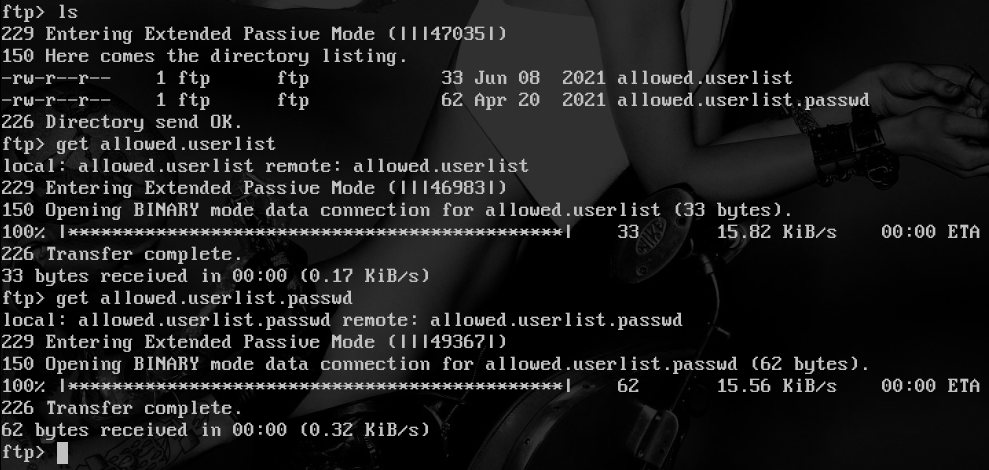 ftp> ls
229 Entering Extended Passive Mode (|||47035|)
150 Here comes the directory listing.
-rw-r--r--    1 ftp      ftp            33 Jun 08  2021 allowed.userlist
-rw-r--r--    1 ftp      ftp            62 Apr 20  2021 allowed.userlist.passwd
226 Directory send OK.
ftp> get allowed.userlist
local: allowed.userlist remote: allowed.userlist
229 Entering Extended Passive Mode (|||46983|)
150 Opening BINARY mode data connection for allowed.userlist (33 bytes).
100% |*********************************************|    33       15.82 KiB/s    00:00 ETA
226 Transfer complete.
33 bytes received in 00:00 (0.17 KiB/s)
ftp> get allowed.userlist.passwd
local: allowed.userlist.passwd remote: allowed.userlist.passwd
229 Entering Extended Passive Mode (|||49367|)
150 Opening BINARY mode data connection for allowed.userlist.passwd (62 bytes).
100% |*********************************************|    62       15.56 KiB/s    00:00 ETA
226 Transfer complete.
62 bytes received in 00:00 (0.32 KiB/s)
ftp>